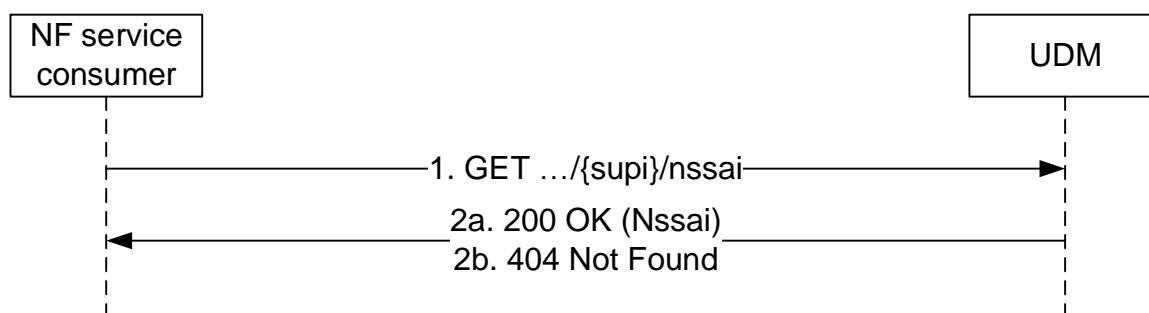 NF service
consumer
UDM
1. GET …/{supi}/nssai
2a. 200 OK (Nssai)
2b. 404 Not Found